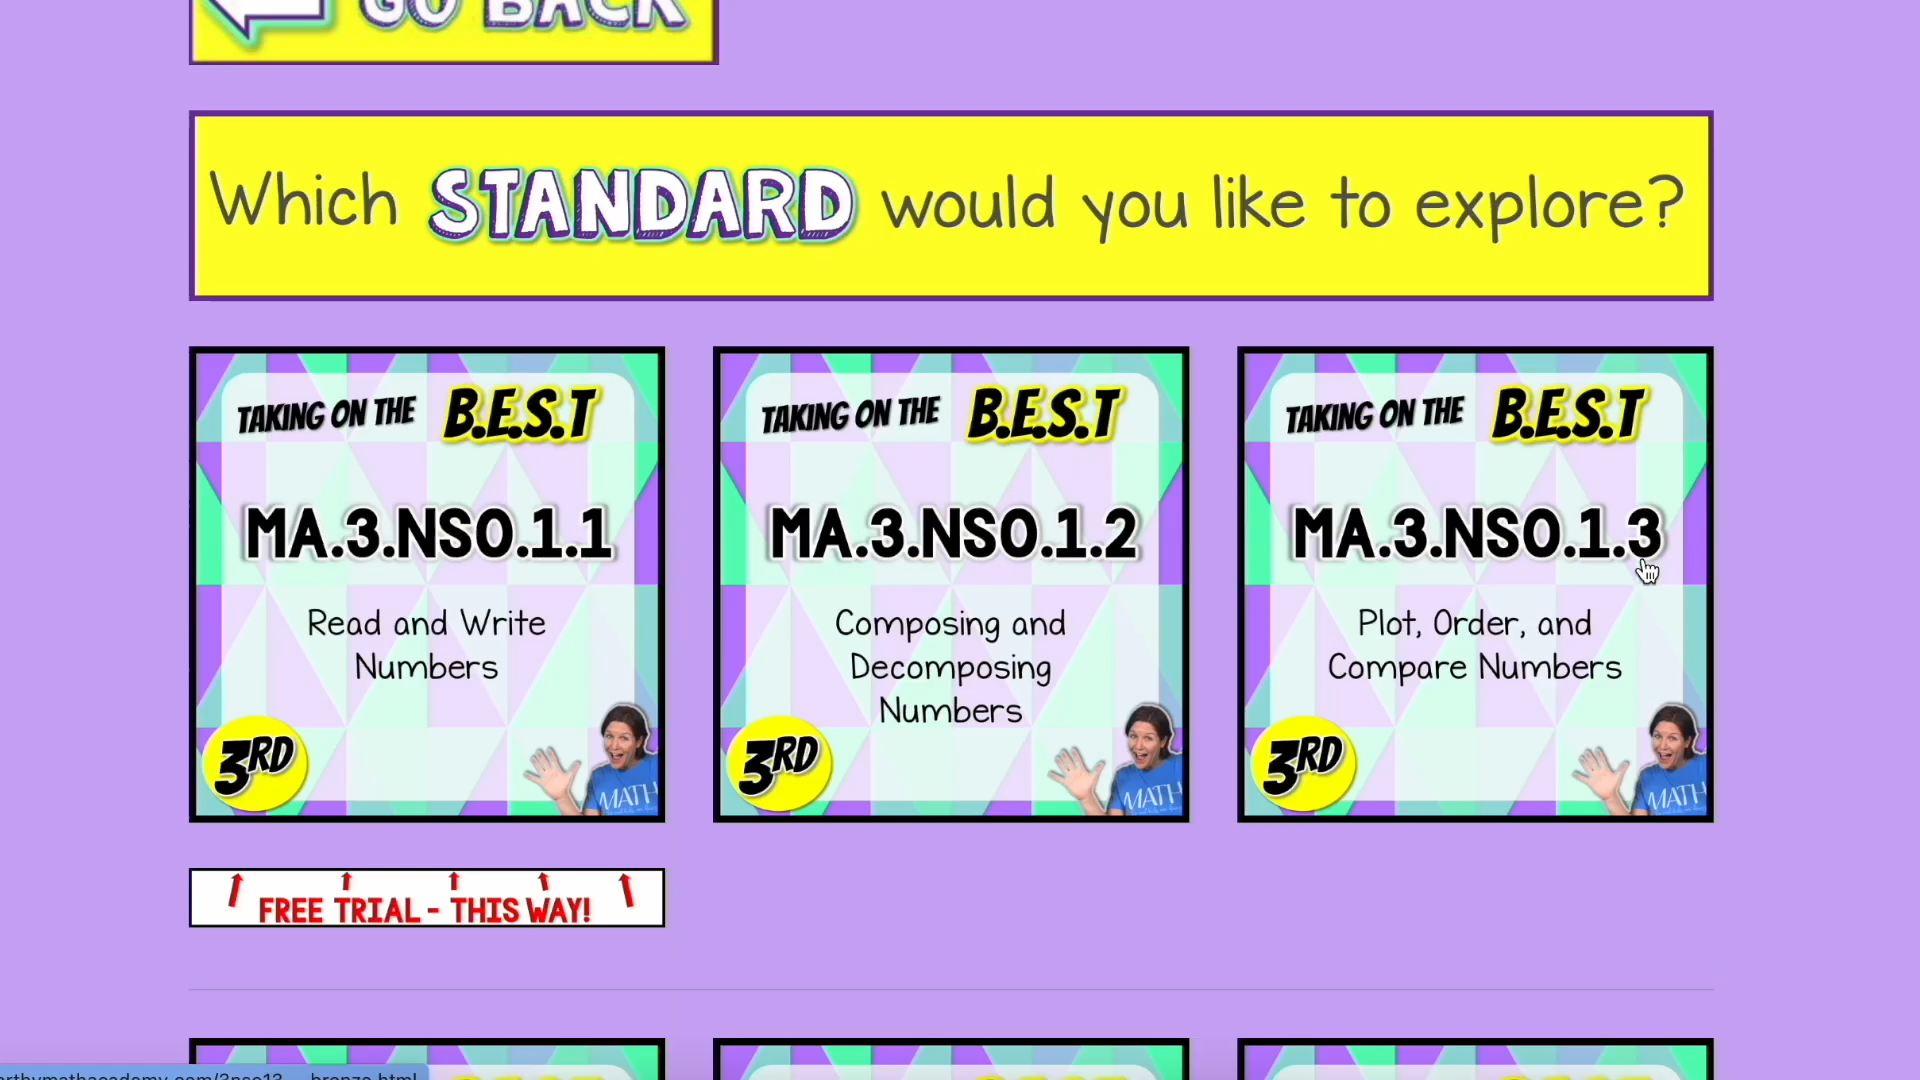 GO BACK
Which STANDARD would you like to explore?
TAKING ON THE B.E.S.T
MA.3.NSO.1.1
Read and Write
Numbers
3RD
MATH
TAKING ON THE B.E.S.T
MA.3.NSO.1.2
Composing and
Decomposing
Numbers
3RD
MATH
TAKING ON THE B.E.S.T
MA.3.NSO.1.3
Plot, Order, and
Compare Numbers
3RD
MATH
FREE TRIAL - THIS WAY!